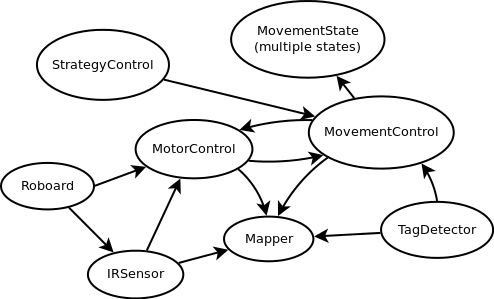 MovementState
(multiple states)
StrategyControl
MovementControl
MotorControl
Roboard
TagDetector
Mapper
IRSensor